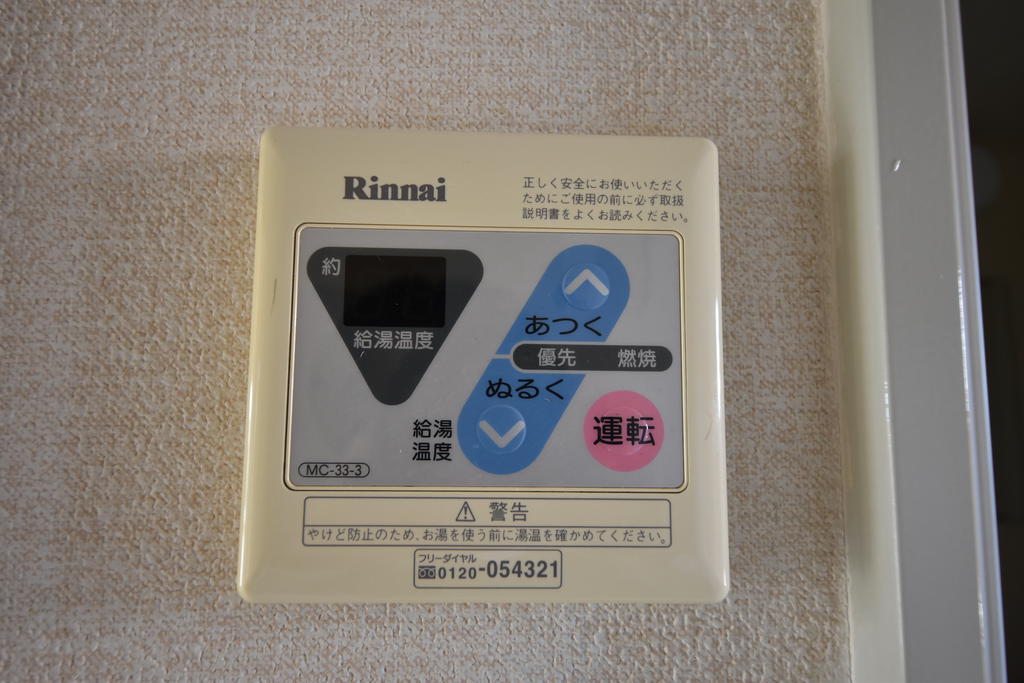 Rinnai
正しく安全にお使いいただく
ためにご使用の前に必ず取扱
説明書をよくお読みください。
約
給湯温度
あつく
優先 燃焼
ぬるく
給湯
温度
運転
MC-33-3
警告
やけど防止のため、お湯を使う前に湯温を確かめてください。
フリーダイヤル
0120-054321